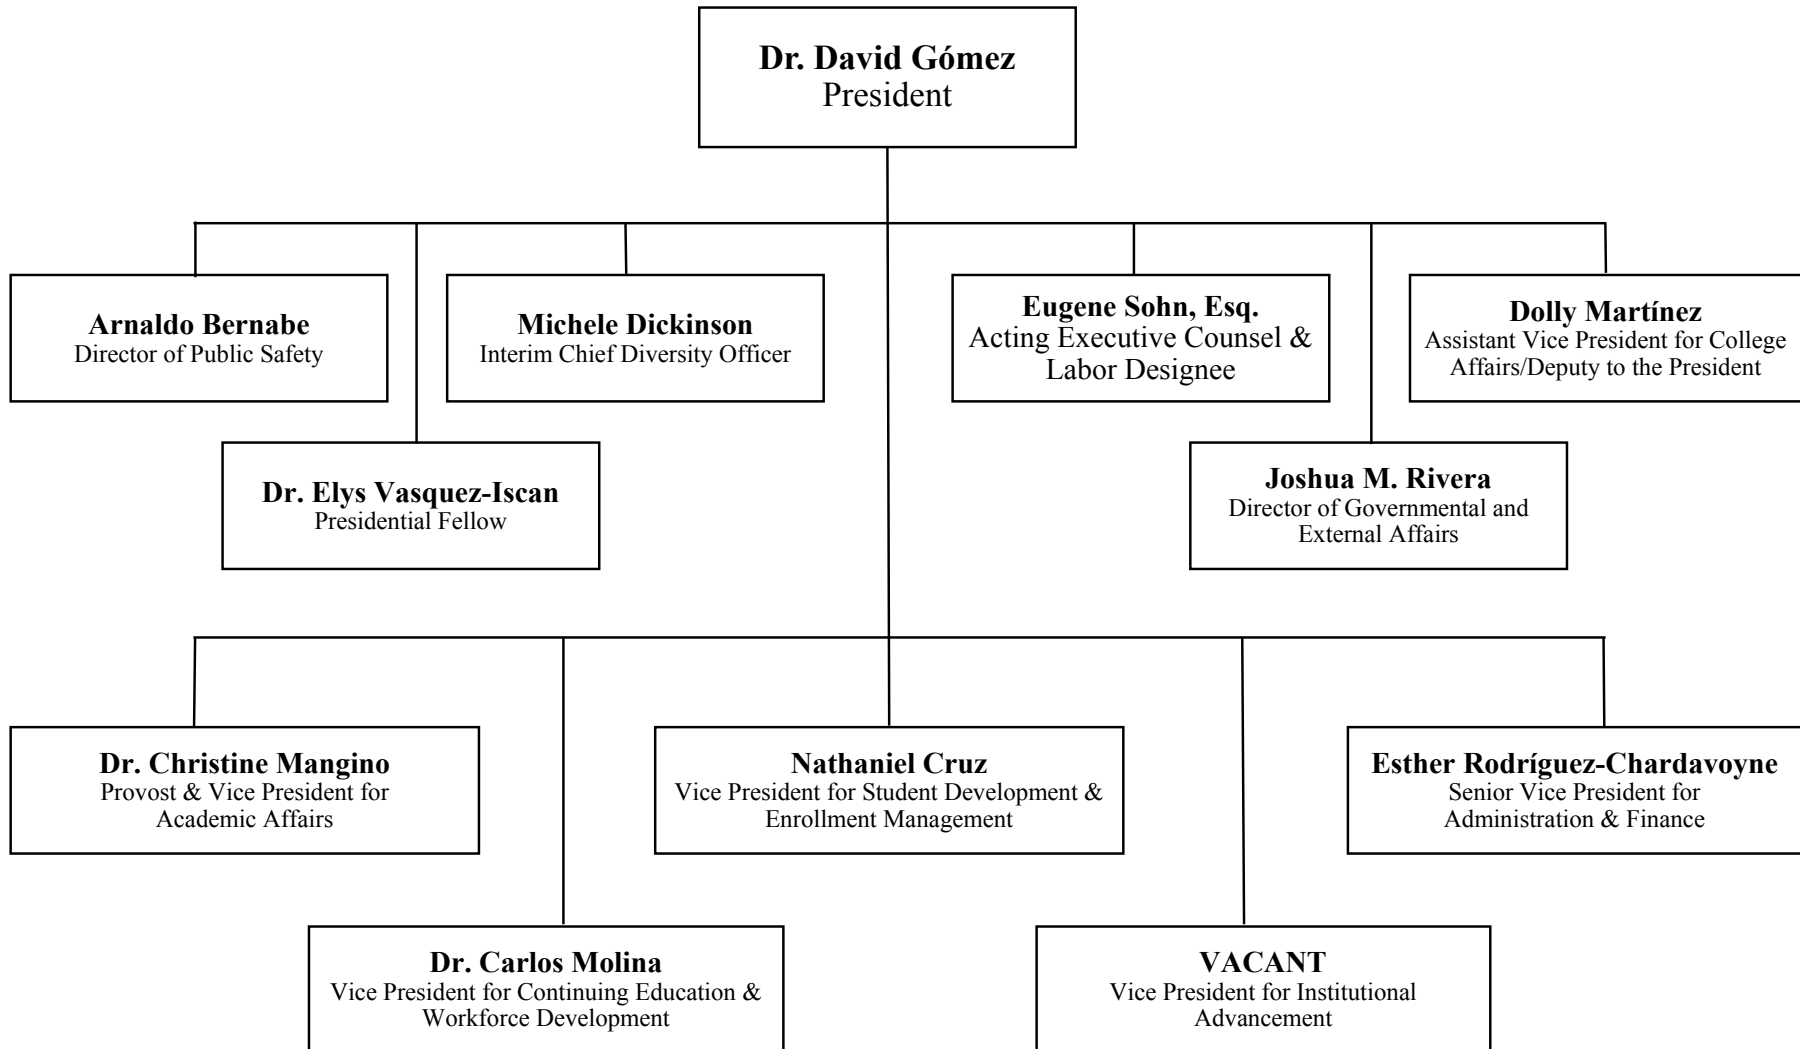 Dr. David Gómez
President
Arnaldo Bernabe
Director of Public Safety
Michele Dickinson
Interim Chief Diversity Officer
Eugene Sohn, Esq.
Acting Executive Counsel &
Labor Designee
Dolly Martínez
Assistant Vice President for College
Affairs/Deputy to the President
Dr. Elys Vasquez-Iscan
Presidential Fellow
Joshua M. Rivera
Director of Governmental and
External Affairs
Dr. Christine Mangino
Provost & Vice President for
Academic Affairs
Nathaniel Cruz
Vice President for Student Development &
Enrollment Management
Esther Rodríguez-Chardavoyne
Senior Vice President for
Administration & Finance
Dr. Carlos Molina
Vice President for Continuing Education &
Workforce Development
VACANT
Vice President for Institutional
Advancement